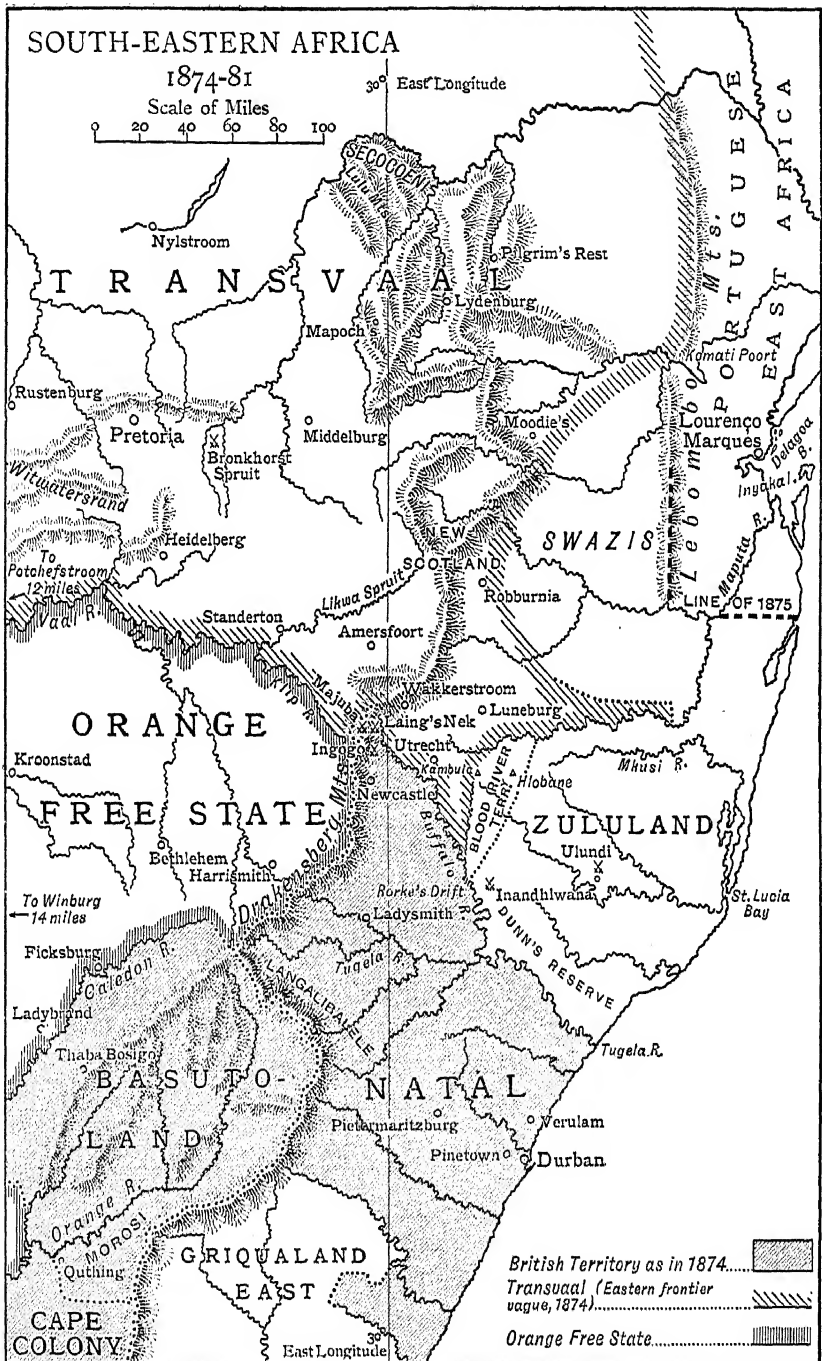 SOUTH-EASTERN AFRICA
1874-81
Scale of Miles
0 20 40 60 80 100
30° East Longitude
SECOCOENI
Lulu Mts.
Nylstroom
Pilgrim's Rest
TRANSVAAL
Lydenburg
Mapoch's
PORTUGUESE
EAST AFRICA
Lebombo Mts.
Komati Poort
Rustenburg
Pretoria
Bronkhorst
Spruit
Middelburg
Moodie's
Lourenço
Marques
Delagoa
B.
Inyakal.
Witwatersrand
Heidelberg
NEW
SCOTLAND
SWAZIS
Maputa R.
To
Potchefstroom
12 miles
Likwa Spruit
Robburnia
LINE OF 1875
Vaal R.
Standerton
Amersfoort
Klip R.
Majuba
Wakkerstroom
Luneburg
ORANGE
Laing's Nek
Ingogo
Utrecht
Kambula
Hlobane
Mkusi R.
Kroonstad
Newcastle
BLOOD RIVER
TERRY.
FREE STATE
Drakensberg Mts.
Buffalo R.
ZULULAND
Ulundi
Bethlehem
Harrismith
Rorke's Drift
Inandhlwana
St. Lucia
Bay
To Winburg
14 miles
Ladysmith
DUNN'S RESERVE
Ficksburg
Caledon R.
Tugela R.
LANGALIBALELE
Ladybrand
Tugela R.
Thaba Bosigo
BASUTO-
LAND
NATAL
Pietermaritzburg
Verulam
Pinetown
Durban
Orange R.
MOROSI
Quthing
GRIQUALAND
EAST
CAPE
COLONY
30°
East Longitude
British Territory as in 1874
Transvaal (Eastern frontier
vague, 1874)
Orange Free State